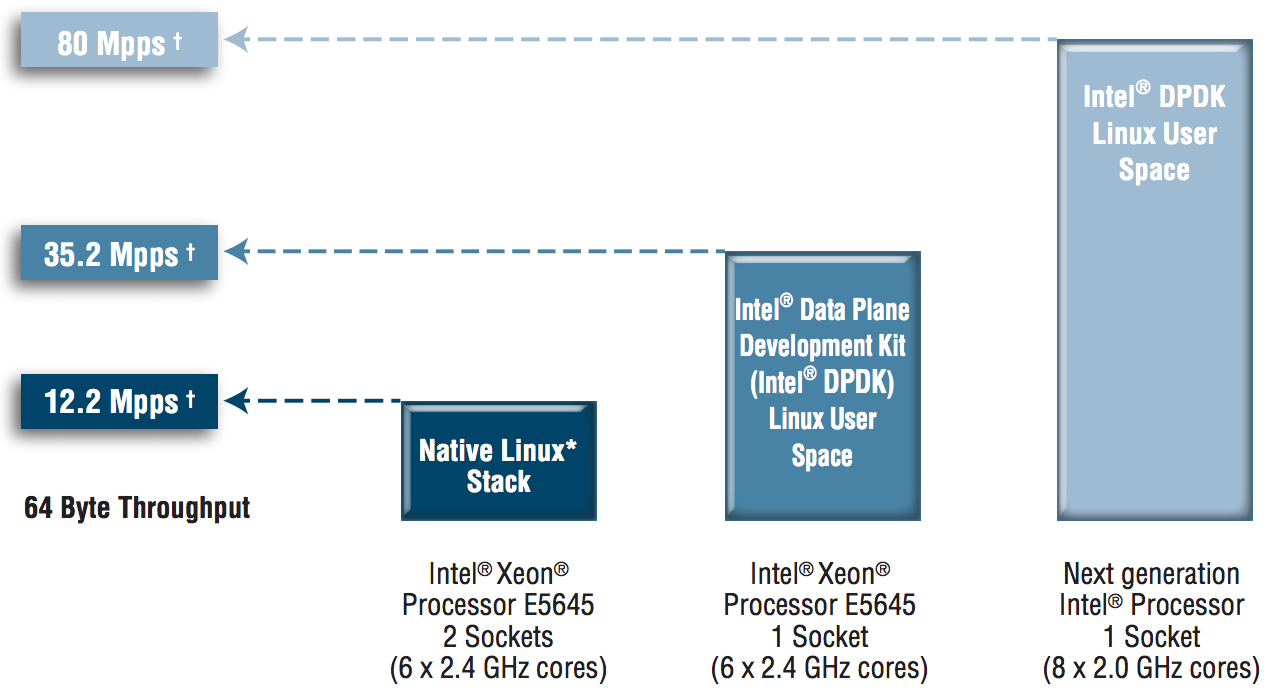 80 Mpps †
Intel® DPDK
Linux User
Space
35.2 Mpps †
Intel® Data Plane
Development Kit
(Intel® DPDK)
Linux User
Space
12.2 Mpps †
Native Linux*
Stack
64 Byte Throughput
Intel® Xeon®
Processor E5645
2 Sockets
(6 x 2.4 GHz cores)
Intel® Xeon®
Processor E5645
1 Socket
(6 x 2.4 GHz cores)
Next generation
Intel® Processor
1 Socket
(8 x 2.0 GHz cores)